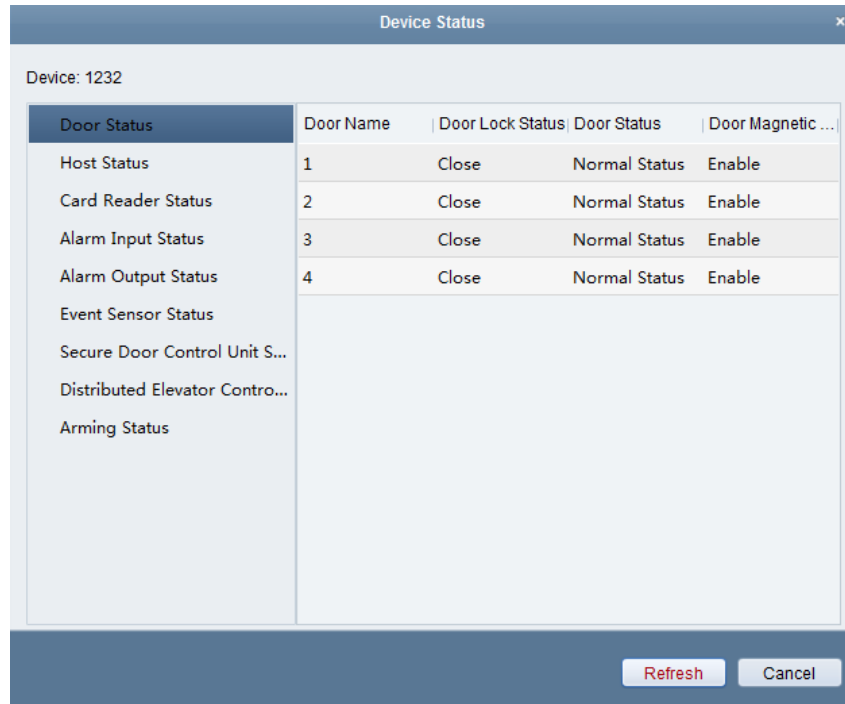 Device Status
×
Device: 1232
Door Status
Host Status
Card Reader Status
Alarm Input Status
Alarm Output Status
Event Sensor Status
Secure Door Control Unit S...
Distributed Elevator Contro...
Arming Status
Door Name Door Lock Status Door Status Door Magnetic ...
1 Close Normal Status Enable
2 Close Normal Status Enable
3 Close Normal Status Enable
4 Close Normal Status Enable
Refresh Cancel